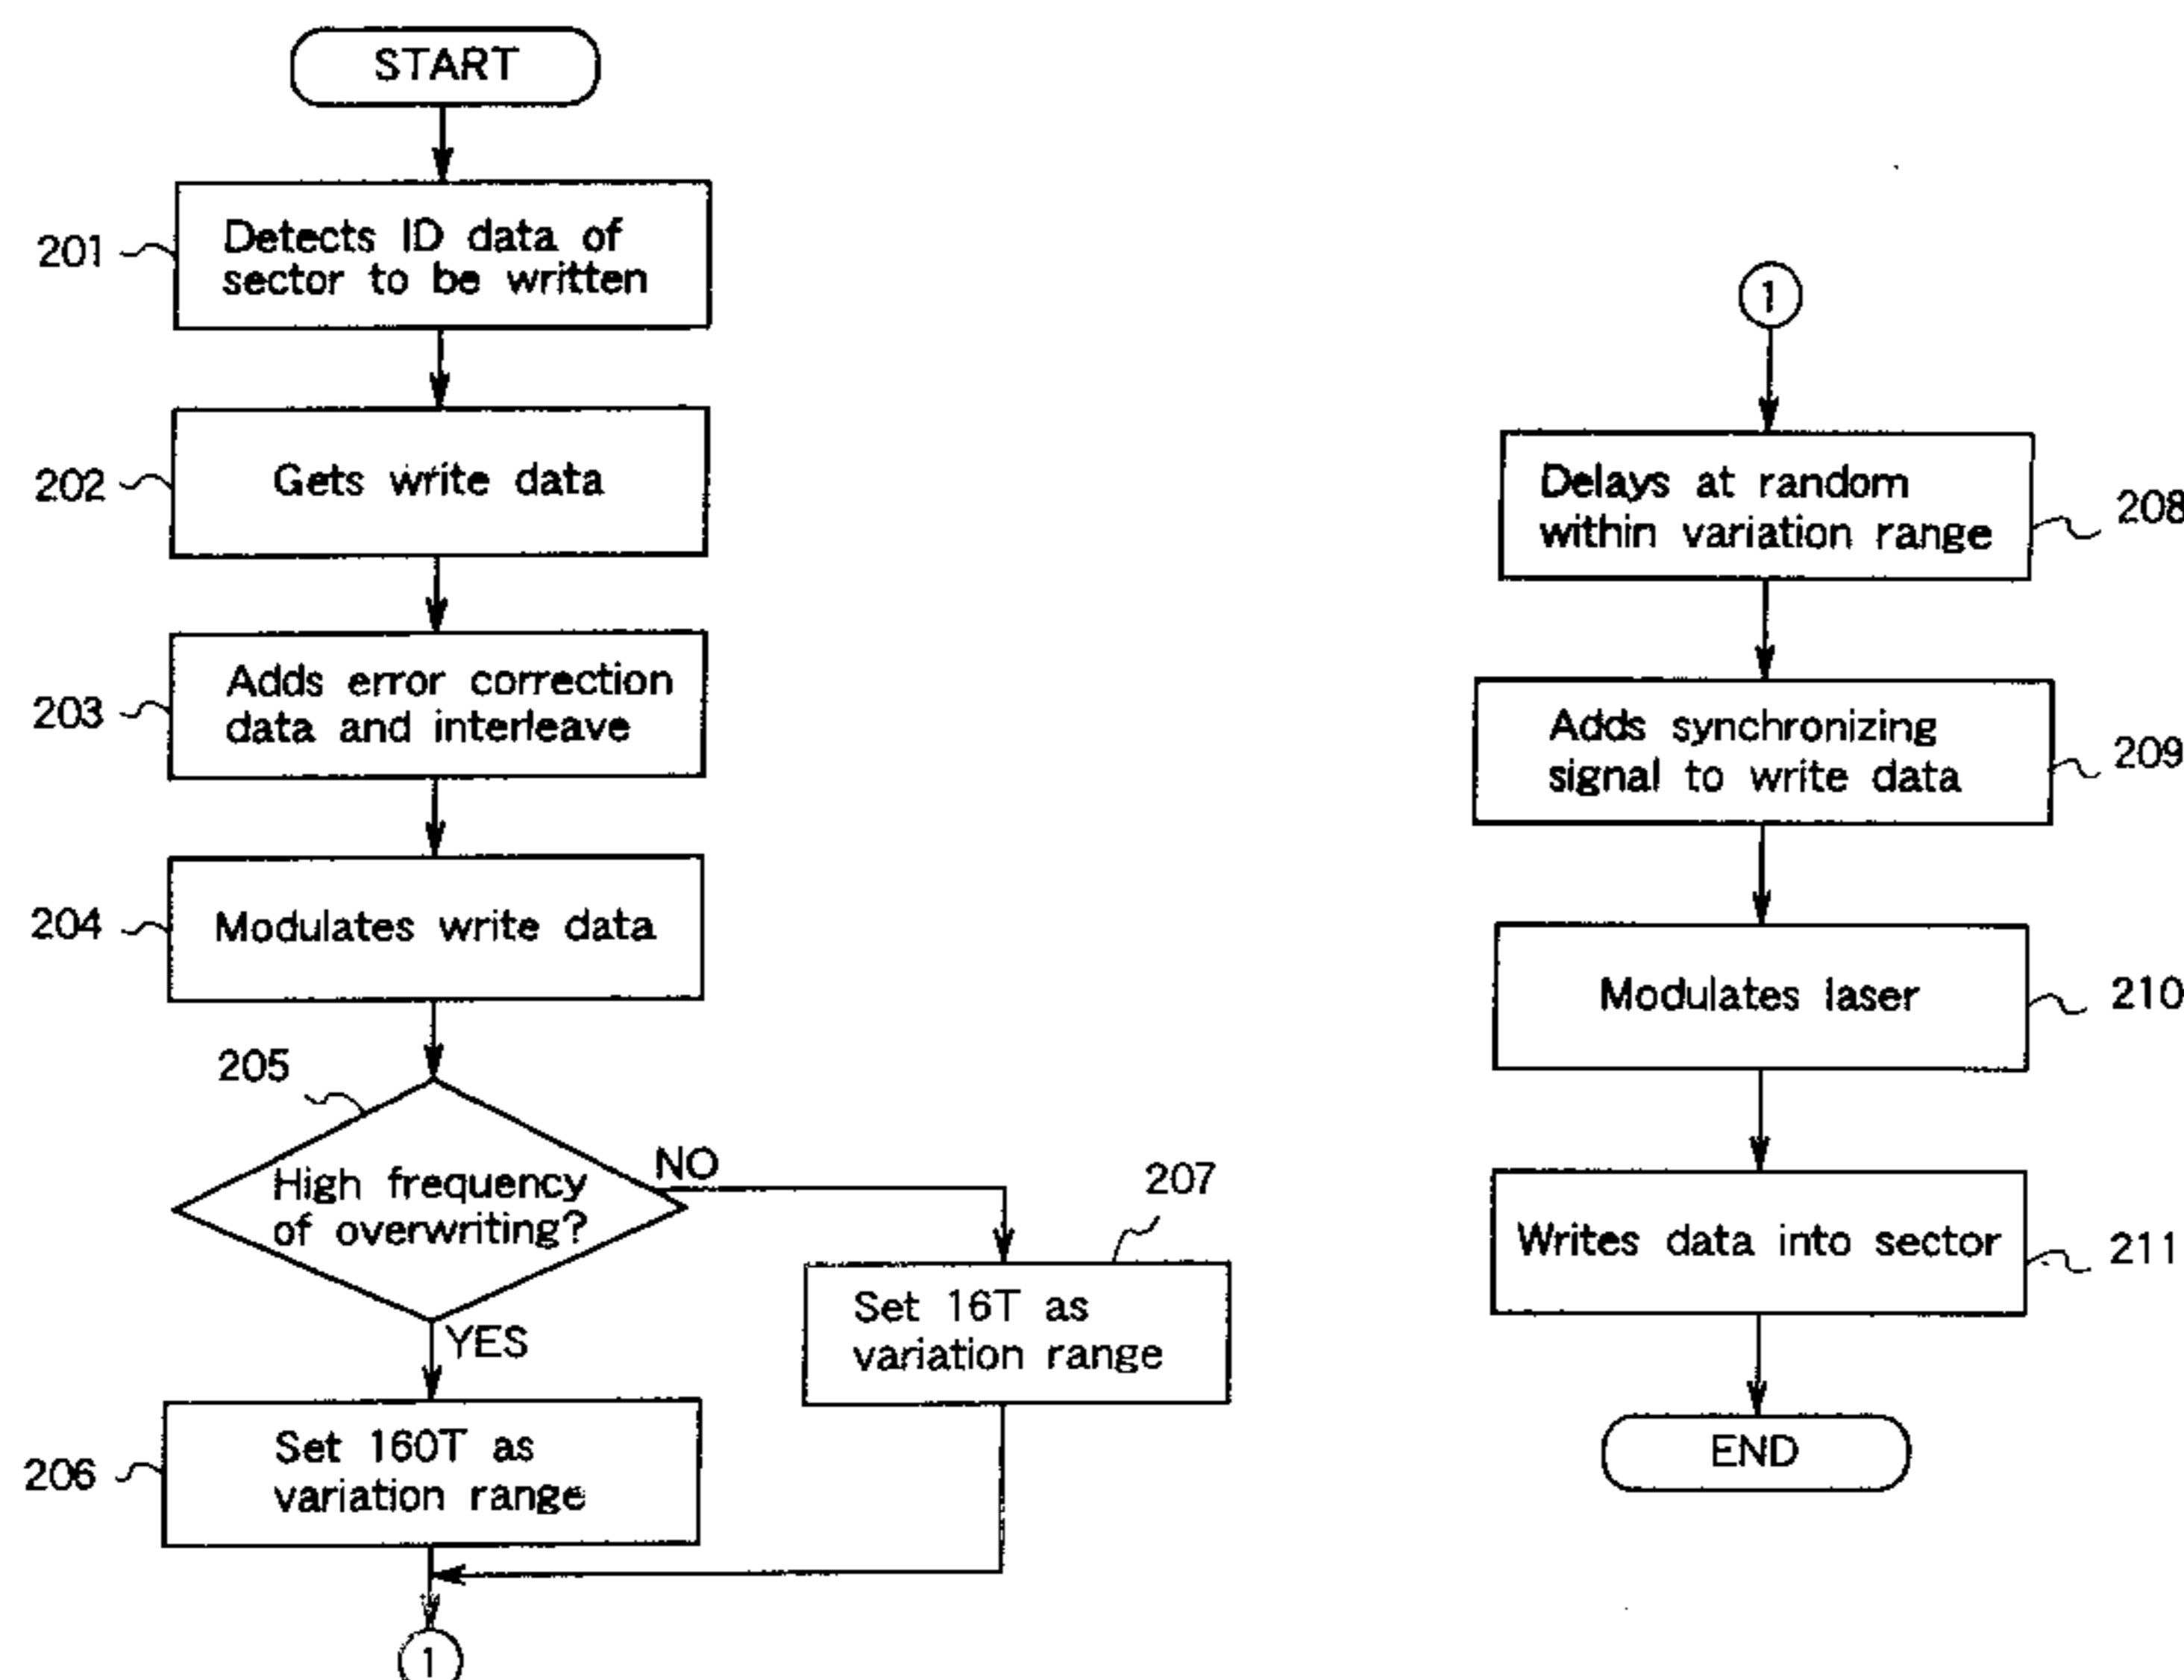 START
201
Detects ID data of
sector to be written
202
Gets write data
203
Adds error correction
data and interleave
204
Modulates write data
205
High frequency
of overwriting?
NO
YES
207
Set 16T as
variation range
206
Set 160T as
variation range
1
1
Delays at random
within variation range
208
Adds synchronizing
signal to write data
209
Modulates laser
210
Writes data into sector
211
END